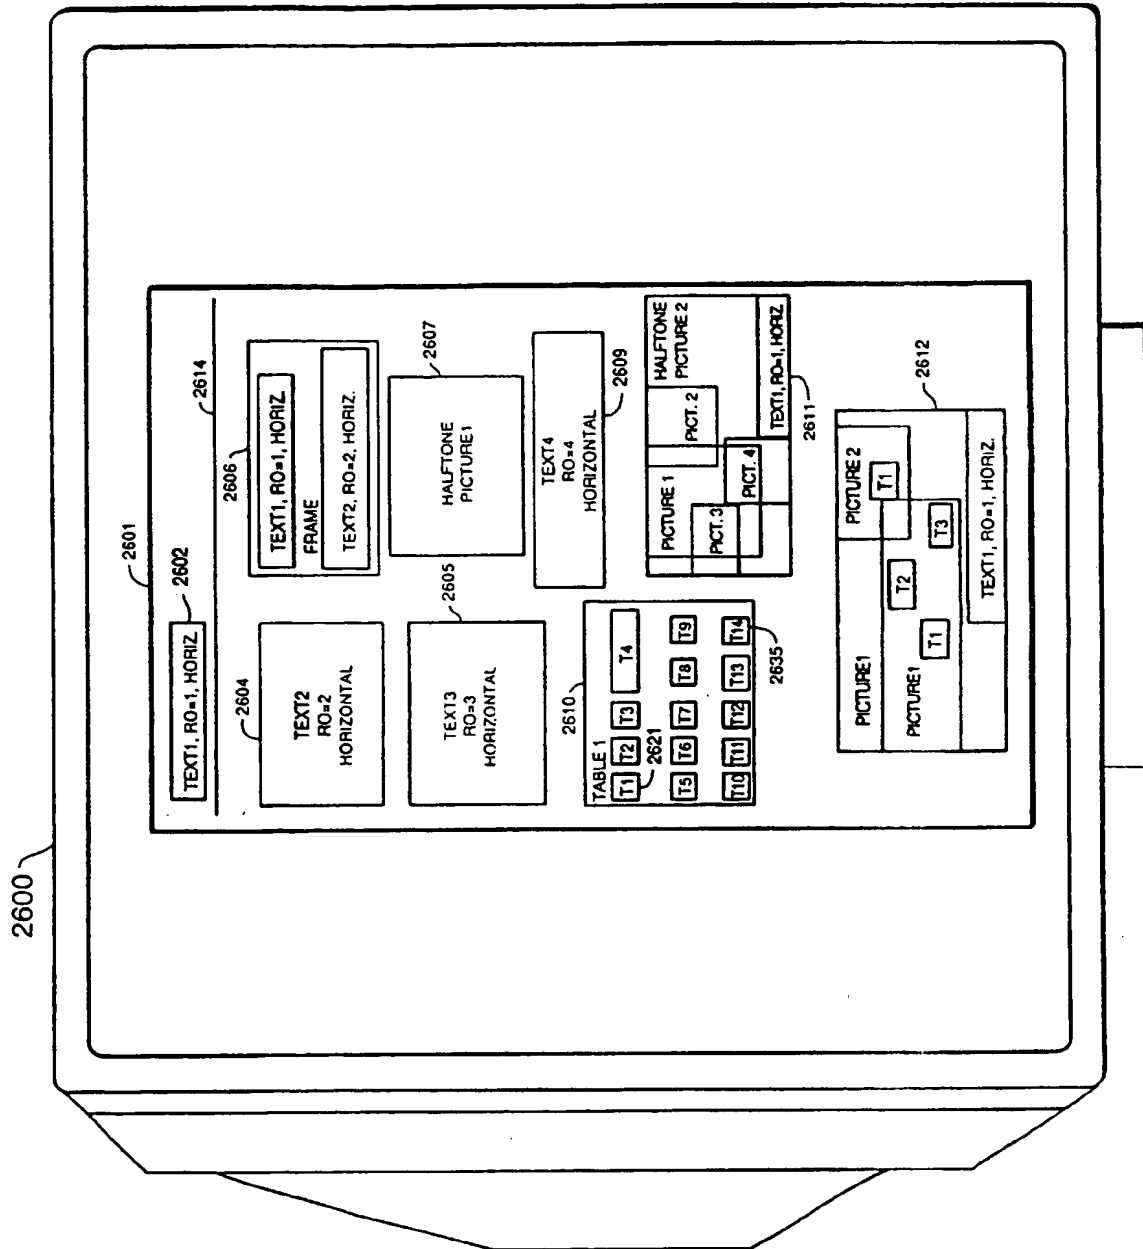 2600
2601
2602
TEXT1, RO=1, HORIZ.
2614
2604
TEXT2
RO=2
HORIZONTAL
2606
TEXT1, RO=1, HORIZ.
FRAME
TEXT2, RO=2, HORIZ.
2605
TEXT3
RO=3
HORIZONTAL
2607
HALFTONE
PICTURE1
TEXT4
RO=4
HORIZONTAL
2609
2610
TABLE 1
T1 T2 T3 T4
2621
T5 T6 T7 T8 T9
T10 T11 T12 T13 T14
2635
HALFTONE
PICTURE 2
PICTURE 1
PICT. 2
PICT. 3
PICT. 4
TEXT1, RO=1, HORIZ
2611
2612
PICTURE1
PICTURE 2
PICTURE1
T1
T2
T3
T1
TEXT1, RO=1, HORIZ.